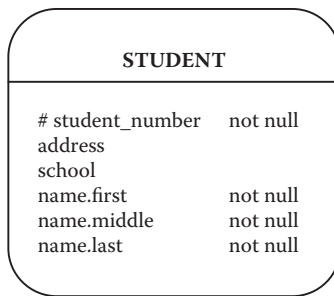 STUDENT
# student_number not null
address
school
name.first not null
name.middle not null
name.last not null